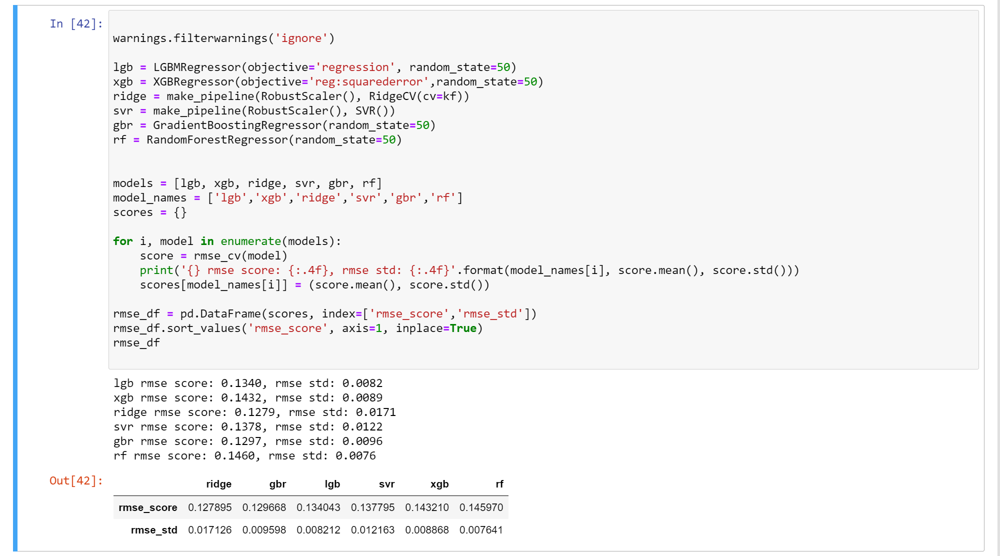 In [42]:
warnings.filterwarnings('ignore')
lgb = LGBMRegressor(objective='regression', random_state=50)
xgb = XGBRegressor(objective='reg:squarederror',random_state=50)
ridge = make_pipeline(RobustScaler(), RidgeCV(cv=kf))
svr = make_pipeline(RobustScaler(), SVR())
gbr = GradientBoostingRegressor(random_state=50)
rf = RandomForestRegressor(random_state=50)
models = [lgb, xgb, ridge, svr, gbr, rf]
model_names = ['lgb','xgb','ridge','svr','gbr','rf']
scores = {}
for i, model in enumerate(models):
    score = rmse_cv(model)
    print('{} rmse score: {:.4f}, rmse std: {:.4f}'.format(model_names[i], score.mean(), score.std()))
    scores[model_names[i]] = (score.mean(), score.std())
rmse_df = pd.DataFrame(scores, index=['rmse_score','rmse_std'])
rmse_df.sort_values('rmse_score', axis=1, inplace=True)
rmse_df
lgb rmse score: 0.1340, rmse std: 0.0082
xgb rmse score: 0.1432, rmse std: 0.0089
ridge rmse score: 0.1279, rmse std: 0.0171
svr rmse score: 0.1378, rmse std: 0.0122
gbr rmse score: 0.1297, rmse std: 0.0096
rf rmse score: 0.1460, rmse std: 0.0076
Out[42]:
ridge gbr lgb svr xgb rf
rmse_score 0.127895 0.129668 0.134043 0.137795 0.143210 0.145970
rmse_std 0.017126 0.009598 0.008212 0.012163 0.008868 0.007641